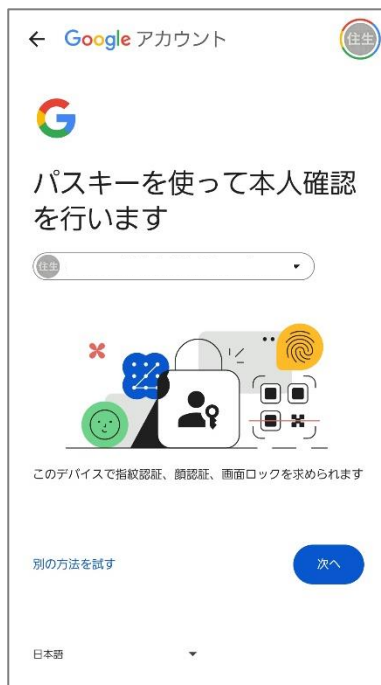 Google アカウント
住生
パスキーを使って本人確認
を行います
住生
このデバイスで指紋認証、顔認証、画面ロックを求められます
別の方法を試す
次へ
日本語